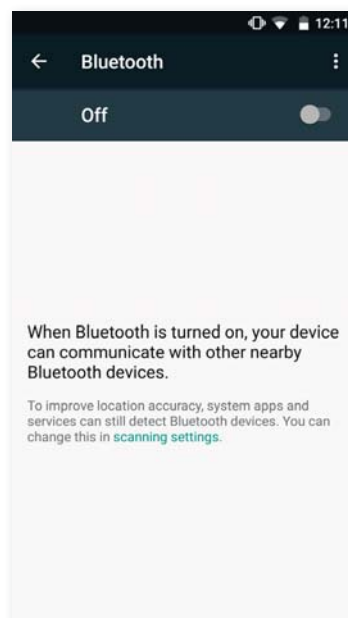 12:11
Bluetooth
Off
When Bluetooth is turned on, your device
can communicate with other nearby
Bluetooth devices.
To improve location accuracy, system apps and
services can still detect Bluetooth devices. You can
change this in scanning settings.